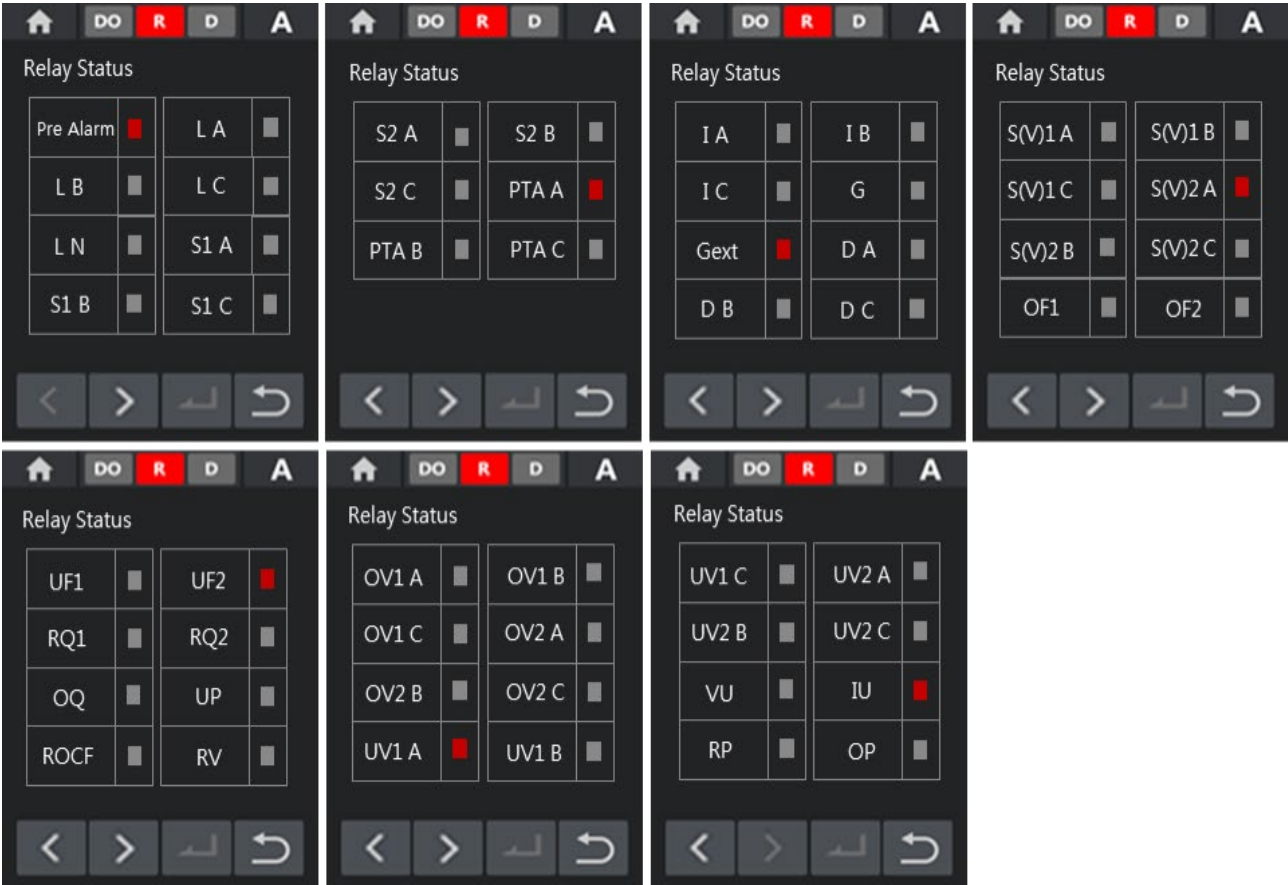 DO R D A
Relay Status
Pre Alarm L A
L B L C
L N S1 A
S1 B S1 C
DO R D A
Relay Status
S2 A S2 B
S2 C PTA A
PTA B PTA C
DO R D A
Relay Status
I A I B
I C G
Gext D A
D B D C
DO R D A
Relay Status
S(V)1 A S(V)1 B
S(V)1 C S(V)2 A
S(V)2 B S(V)2 C
OF1 OF2
DO R D A
Relay Status
UF1 UF2
RQ1 RQ2
OQ UP
ROCF RV
DO R D A
Relay Status
OV1 A OV1 B
OV1 C OV2 A
OV2 B OV2 C
UV1 A UV1 B
DO R D A
Relay Status
UV1 C UV2 A
UV2 B UV2 C
VU IU
RP OP